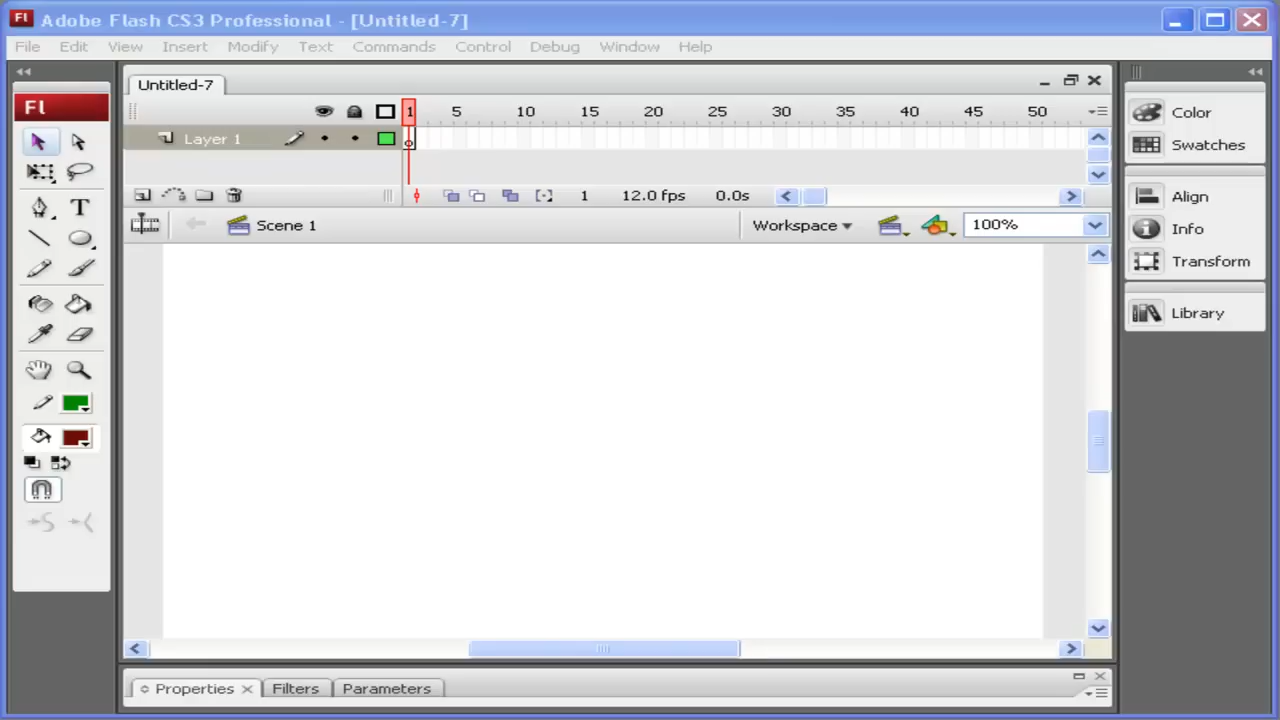 Fl Adobe Flash CS3 Professional - [Untitled-7]
File Edit View Insert Modify Text Commands Control Debug Window Help
Untitled-7
Fl
1 5 10 15 20 25 30 35 40 45 50
Layer 1
1 12.0 fps 0.0s
Scene 1 Workspace 100%
Color
Swatches
Align
Info
Transform
Library
T
Properties Filters Parameters